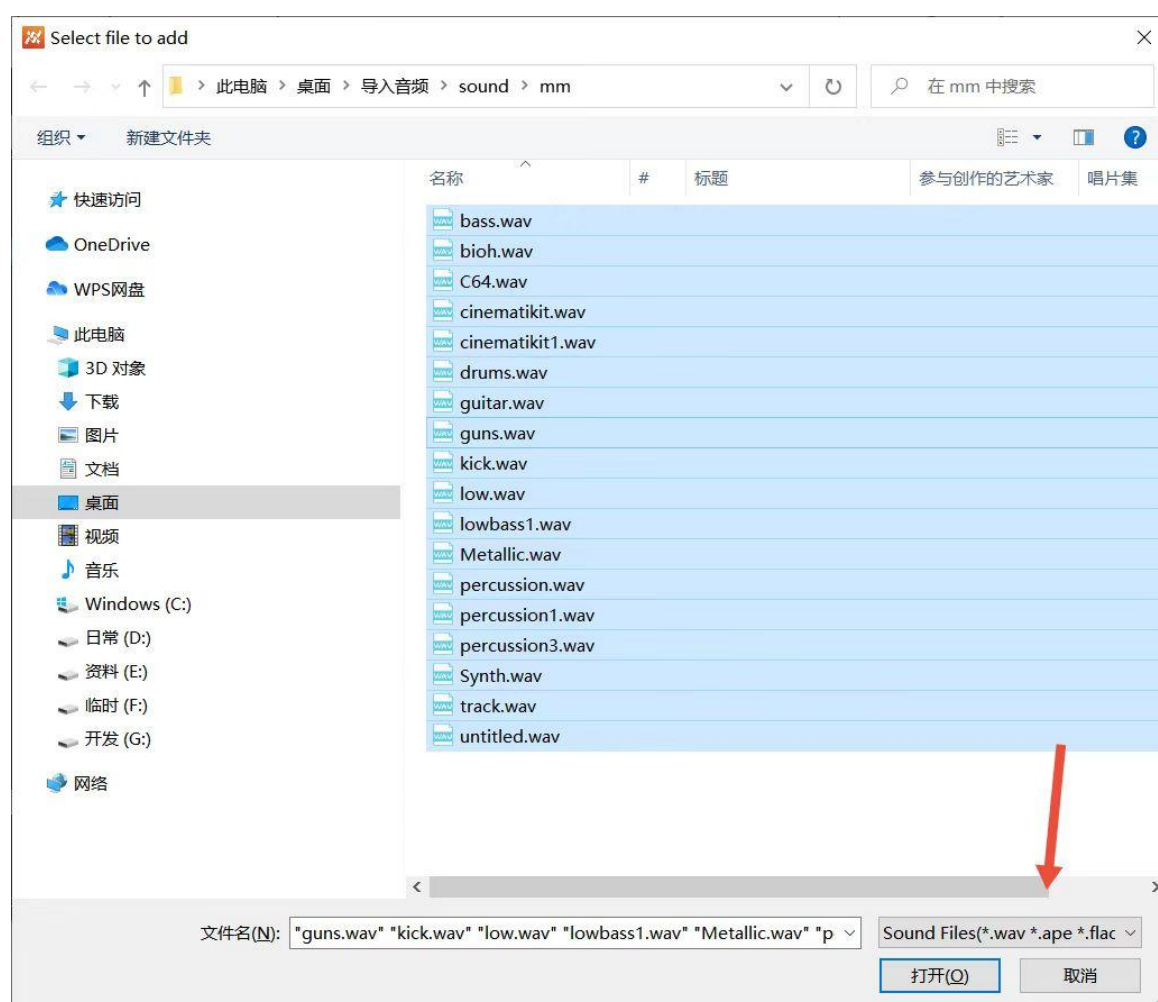 Select file to add
此电脑 > 桌面 > 导入音频 > sound > mm
在 mm 中搜索
组织
新建文件夹
?
名称
#
标题
参与创作的艺术家
唱片集
快速访问
OneDrive
WPS网盘
此电脑
3D 对象
下载
图片
文档
桌面
视频
音乐
Windows (C:)
日常 (D:)
资料 (E:)
临时 (F:)
开发 (G:)
网络
bass.wav
bioh.wav
C64.wav
cinematikit.wav
cinematikit1.wav
drums.wav
guitar.wav
guns.wav
kick.wav
low.wav
lowbass1.wav
Metallic.wav
percussion.wav
percussion1.wav
percussion3.wav
Synth.wav
track.wav
untitled.wav
文件名(N): "guns.wav" "kick.wav" "low.wav" "lowbass1.wav" "Metallic.wav" "p
Sound Files(*.wav *.ape *.flac
打开(O)
取消